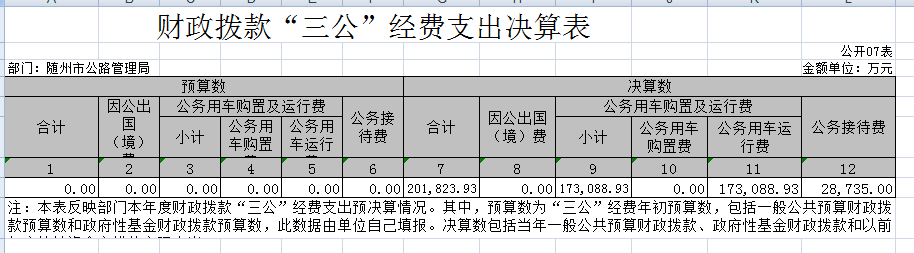 财政拨款“三公”经费支出决算表
公开07表
部门：随州市公路管理局 金额单位：万元
预算数 决算数
合计 因公出国（境）费 公务用车购置及运行费 公务接待费 合计 因公出国（境）费 公务用车购置及运行费 公务接待费
小计 公务用车购置 公务用车运行 小计 公务用车购置费 公务用车运行费
1 2 3 4 5 6 7 8 9 10 11 12
0.00 0.00 0.00 0.00 0.00 0.00 201,823.93 0.00 173,088.93 0.00 173,088.93 28,735.00
注：本表反映部门本年度财政拨款“三公”经费支出预决算情况。其中，预算数为“三公”经费年初预算数，包括一般公共预算财政拨
款预算数和政府性基金财政拨款预算数，此数据由单位自己填报。决算数包括当年一般公共预算财政拨款、政府性基金财政拨款和以前